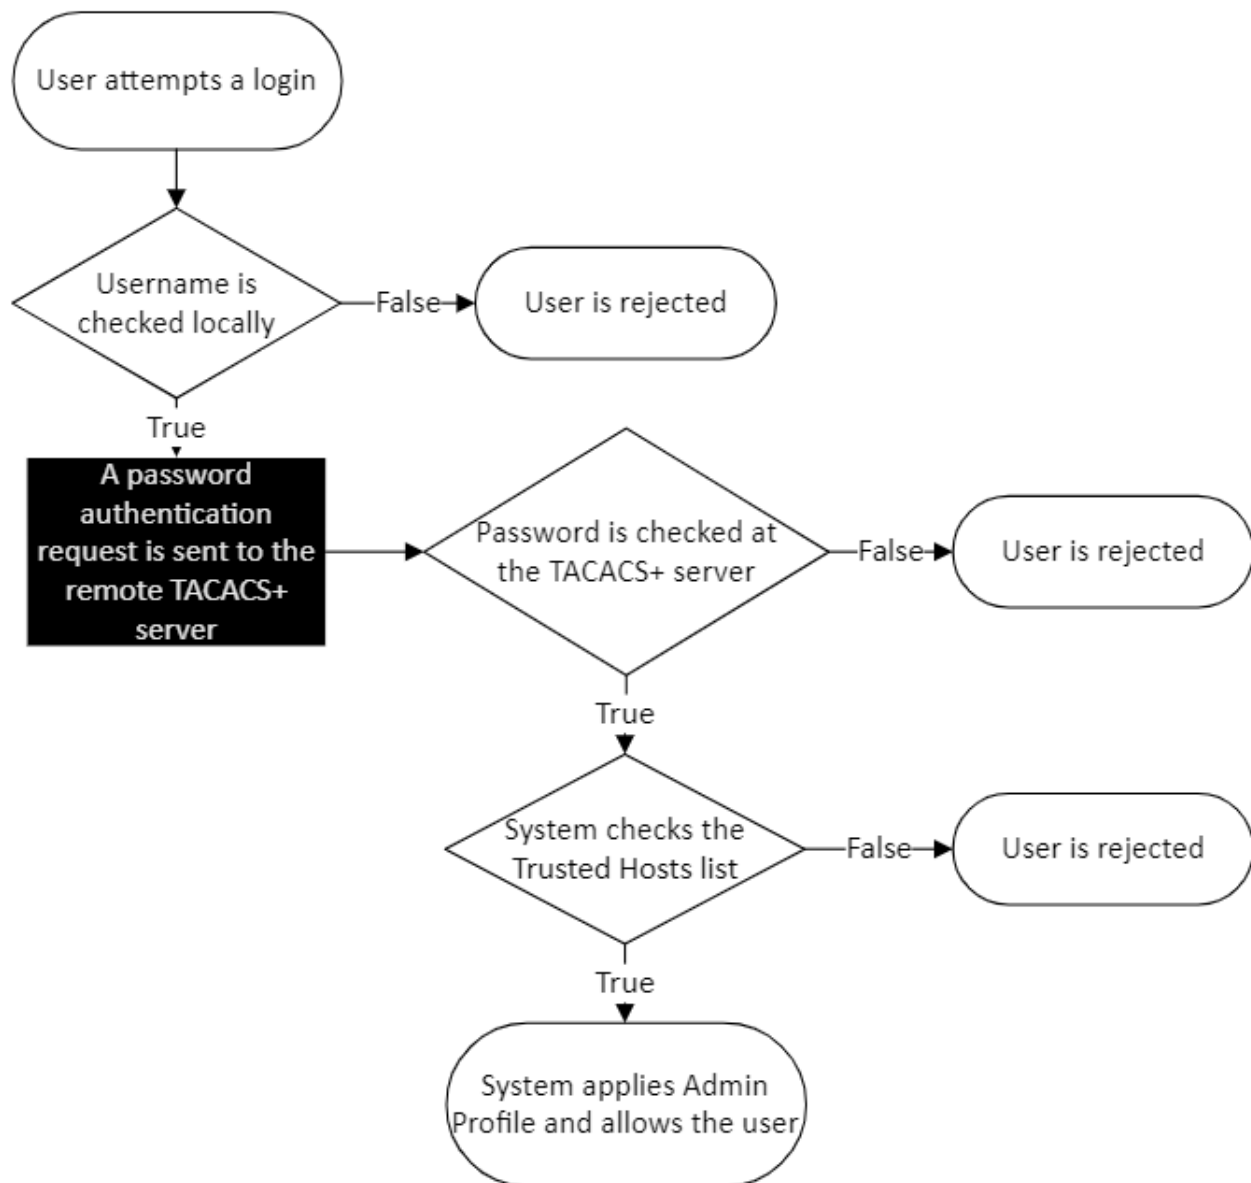 User attempts a login
Username is
checked locally
False
User is rejected
True
A password
authentication
request is sent to the
remote TACACS+
server
Password is checked at
the TACACS+ server
False
User is rejected
True
System checks the
Trusted Hosts list
False
User is rejected
True
System applies Admin
Profile and allows the user